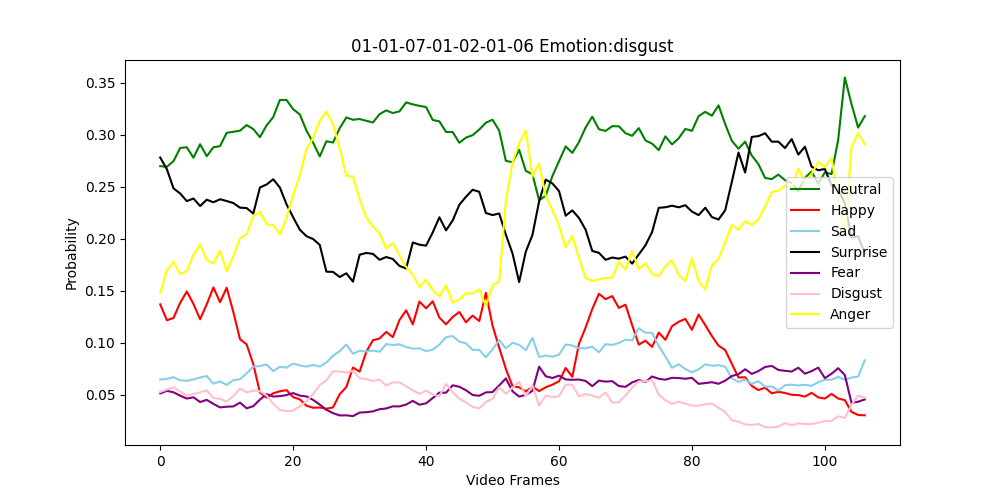 01-01-07-01-02-01-06 Emotion:disgust
0.35
0.30
0.25
0.20
0.15
0.10
0.05
Probability
Neutral
Happy
Sad
Surprise
Fear
Disgust
Anger
0 20 40 60 80 100
Video Frames